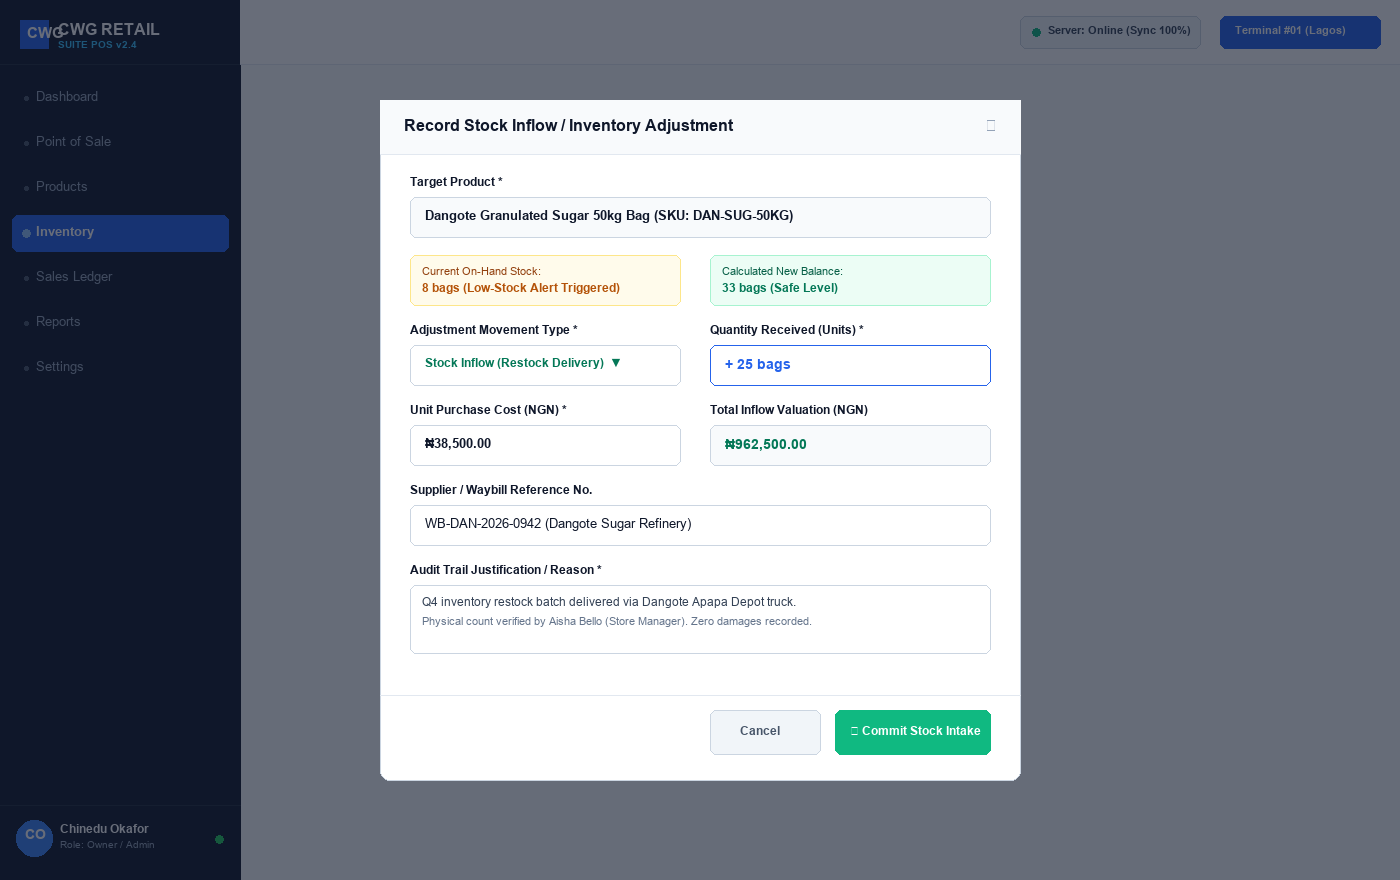 CWG
CWG RETAIL
SUITE POS v2.4
Server: Online (Sync 100%)
Terminal #01 (Lagos)
Dashboard
Point of Sale
Products
Inventory
Sales Ledger
Reports
Settings
CO
Chinedu Okafor
Role: Owner / Admin
Record Stock Inflow / Inventory Adjustment
Target Product *
Dangote Granulated Sugar 50kg Bag (SKU: DAN-SUG-50KG)
Current On-Hand Stock:
8 bags (Low-Stock Alert Triggered)
Calculated New Balance:
33 bags (Safe Level)
Adjustment Movement Type *
Stock Inflow (Restock Delivery) ▼
Quantity Received (Units) *
+ 25 bags
Unit Purchase Cost (NGN) *
₦38,500.00
Total Inflow Valuation (NGN)
₦962,500.00
Supplier / Waybill Reference No.
WB-DAN-2026-0942 (Dangote Sugar Refinery)
Audit Trail Justification / Reason *
Q4 inventory restock batch delivered via Dangote Apapa Depot truck.
Physical count verified by Aisha Bello (Store Manager). Zero damages recorded.
Cancel
Commit Stock Intake